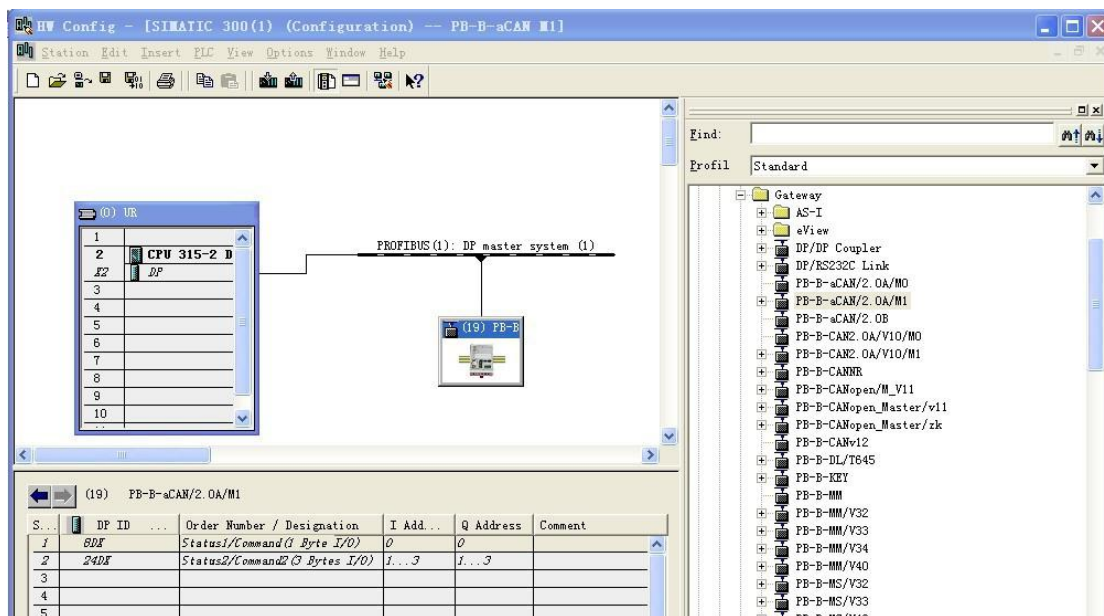 HW Config - [SIMATIC 300(1) (Configuration) -- PB-B-aCAN M1]
Station Edit Insert PLC View Options Window Help
(0) UR
1
2 CPU 315-2 D
X2 DP
3
4
5
6
7
8
9
10
PROFIBUS(1): DP master system (1)
(19) PB-B
(19) PB-B-aCAN/2.0A/M1
S... DP ID ... Order Number / Designation I Add... Q Address Comment
1 8DX Status1/Command(1 Byte I/O) 0 0
2 24DX Status2/Command2(3 Bytes I/O) 1...3 1...3
3
4
5
Find:
Profil Standard
Gateway
AS-I
eView
DP/DP Coupler
DP/RS232C Link
PB-B-aCAN/2.0A/M0
PB-B-aCAN/2.0A/M1
PB-B-aCAN/2.0B
PB-B-CAN2.0A/V10/M0
PB-B-CAN2.0A/V10/M1
PB-B-CANNR
PB-B-CANopen/M_V11
PB-B-CANopen_Master/v11
PB-B-CANopen_Master/zk
PB-B-CANv12
PB-B-DL/T645
PB-B-KEY
PB-B-MM
PB-B-MM/V32
PB-B-MM/V33
PB-B-MM/V34
PB-B-MM/V40
PB-B-MS/V32
PB-B-MS/V33